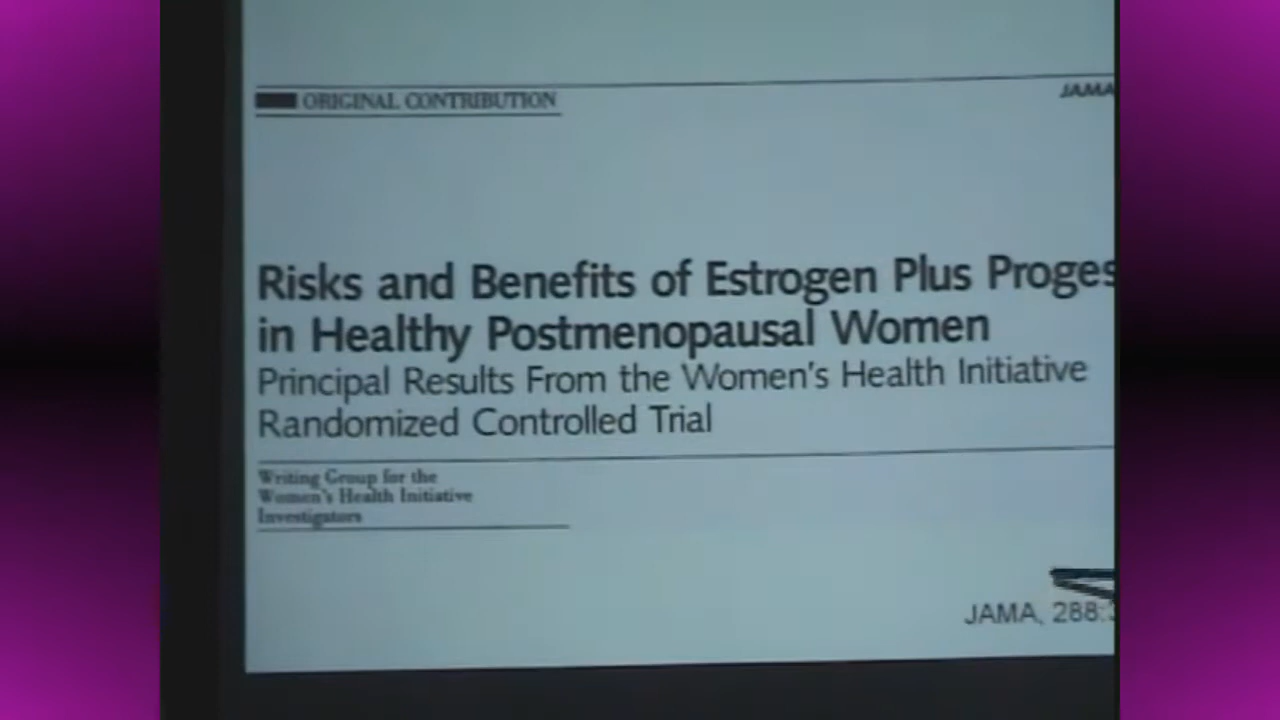 ORIGINAL CONTRIBUTION
JAMA
Risks and Benefits of Estrogen Plus Proges
in Healthy Postmenopausal Women
Principal Results From the Women's Health Initiative
Randomized Controlled Trial
Writing Group for the
Women's Health Initiative
Investigators
JAMA, 288:3